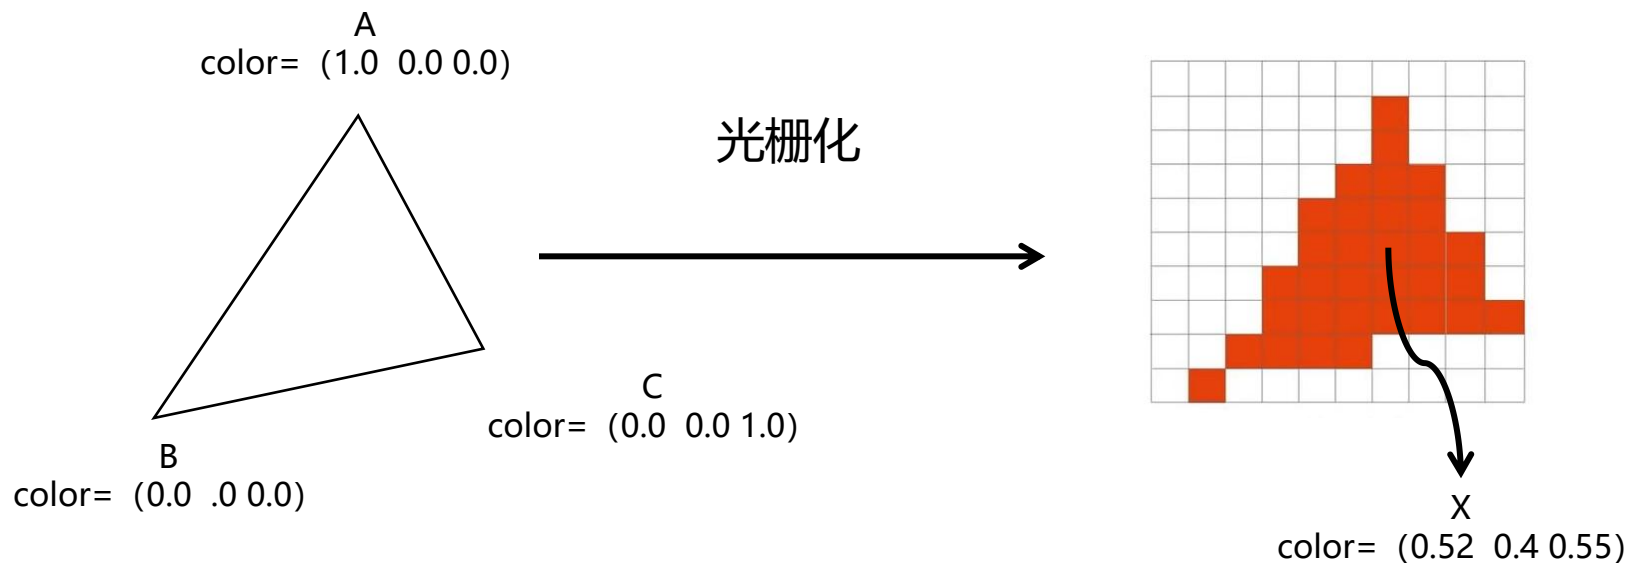 A
color=（1.0  0.0 0.0）
光栅化
C
color=（0.0  0.0 1.0）
B
color=（0.0  .0 0.0）
X
color=（0.52  0.4 0.55）